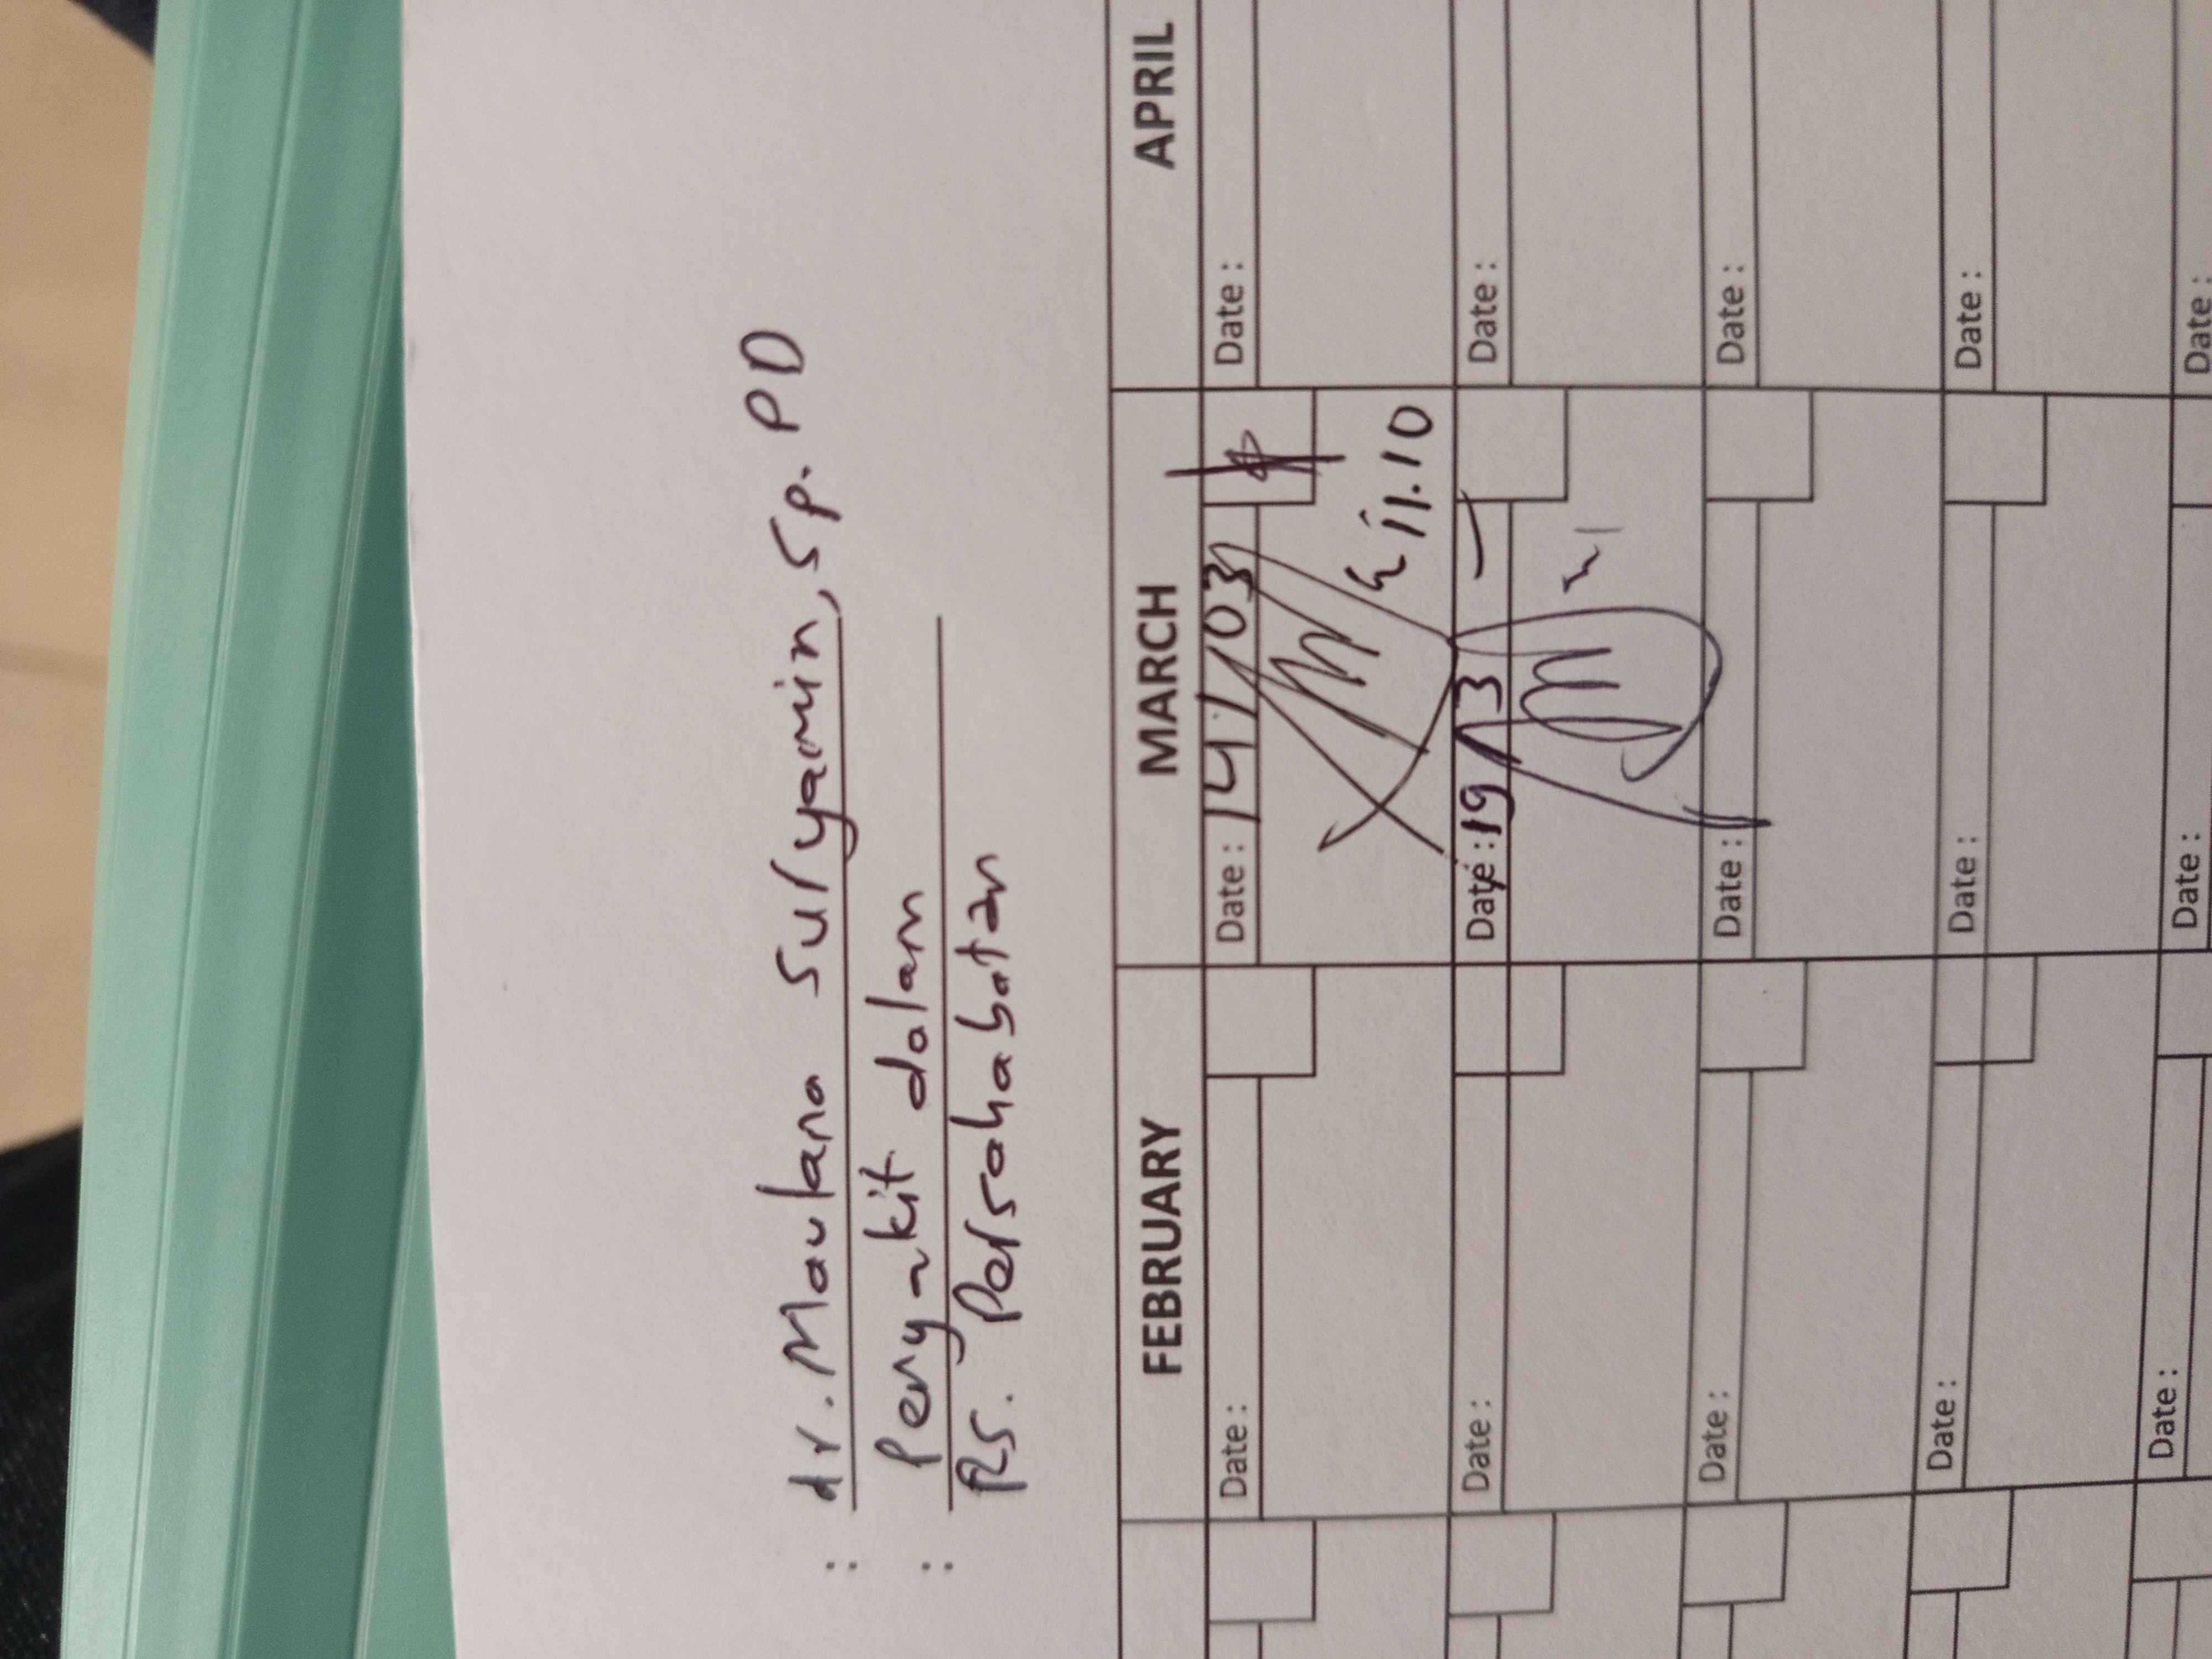 : dr. Maulana Suryamin, Sp. PD
: Penyakit dalam
RS. Persahabatan
FEBRUARY MARCH APRIL
Date : Date : 14/03 Date :
11.10
Date : Date : 19/3 Date :
Date : Date : Date :
Date : Date : Date :
Date : Date : Date :